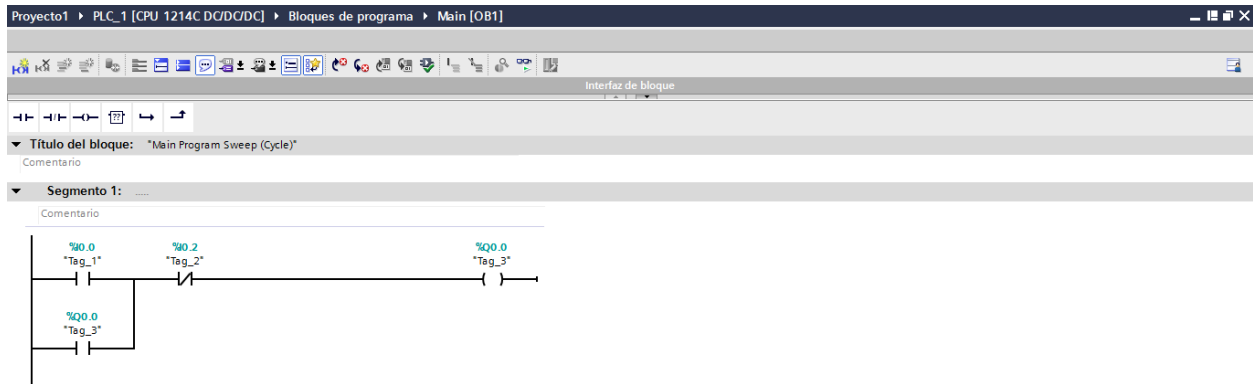 Proyecto1 ▸ PLC_1 [CPU 1214C DC/DC/DC] ▸ Bloques de programa ▸ Main [OB1]
Interfaz de bloque
??
Título del bloque: "Main Program Sweep (Cycle)"
Comentario
Segmento 1: .....
Comentario
%I0.0 %I0.2 %Q0.0
"Tag_1" "Tag_2" "Tag_3"
%Q0.0
"Tag_3"